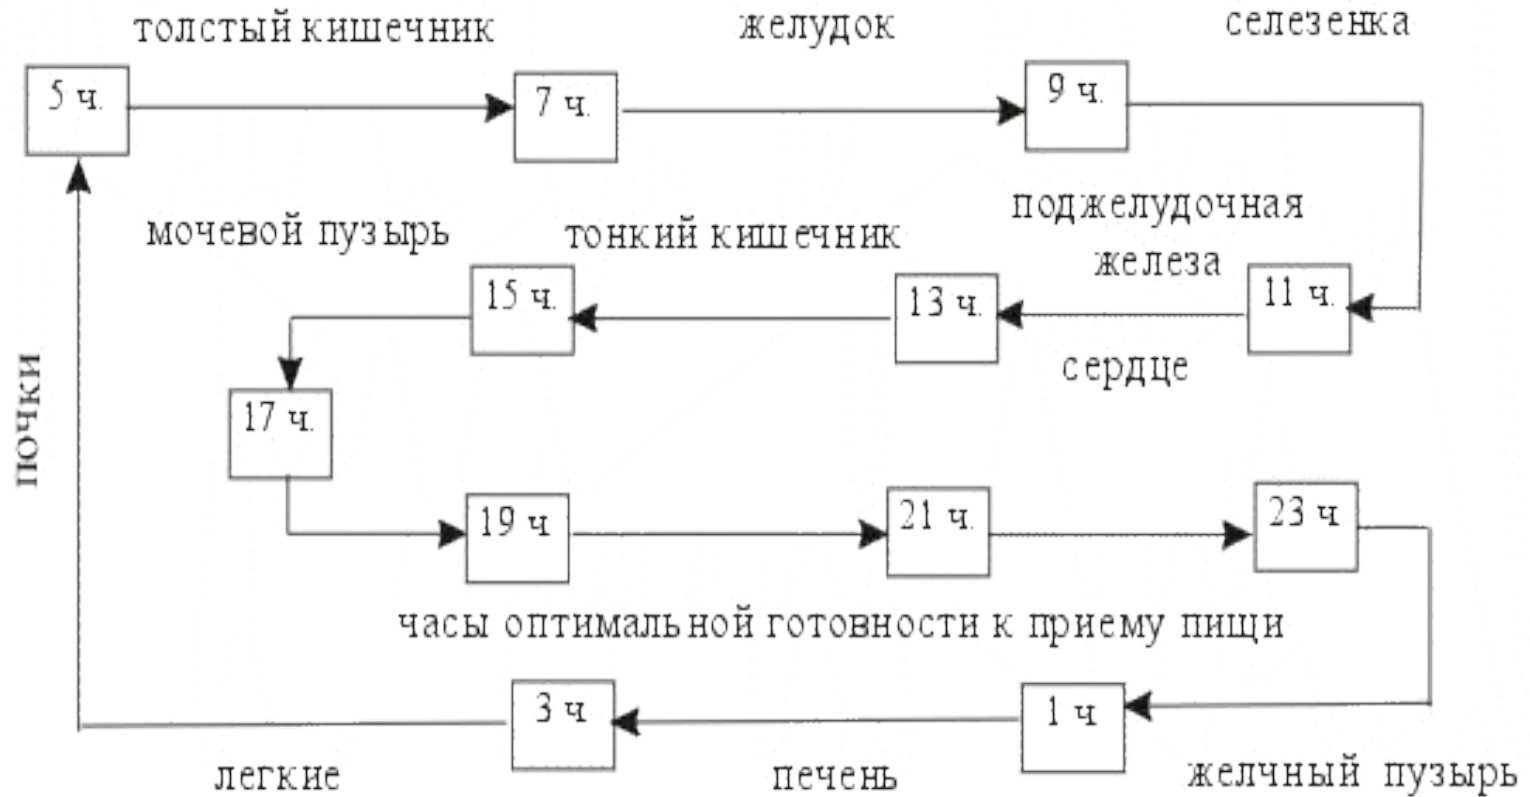 толстый кишечник
желудок
селезенка
5 ч.
7 ч.
9 ч.
мочевой пузырь
тонкий кишечник
поджелудочная
железа
15 ч.
13 ч.
11 ч.
сердце
почки
17 ч.
19 ч
21 ч.
23 ч
часы оптимальной готовности к приему пищи
3 ч
1 ч
легкие
печень
желчный пузырь